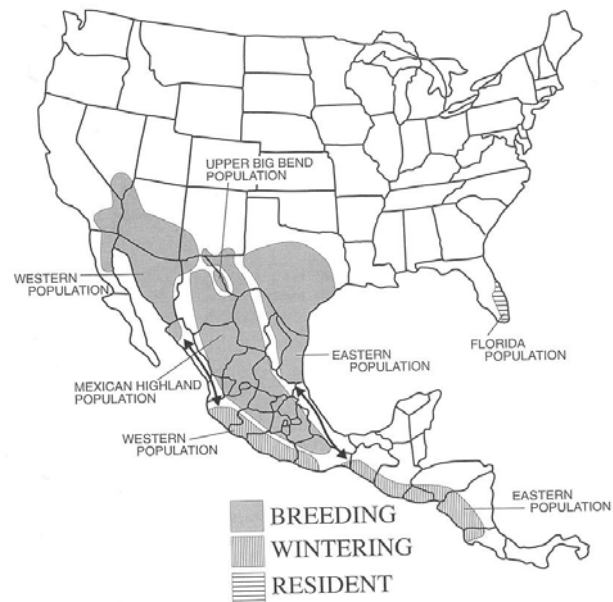 UPPER BIG BEND
POPULATION
WESTERN
POPULATION
FLORIDA
POPULATION
EASTERN
POPULATION
MEXICAN HIGHLAND
POPULATION
WESTERN
POPULATION
EASTERN
POPULATION
BREEDING
WINTERING
RESIDENT